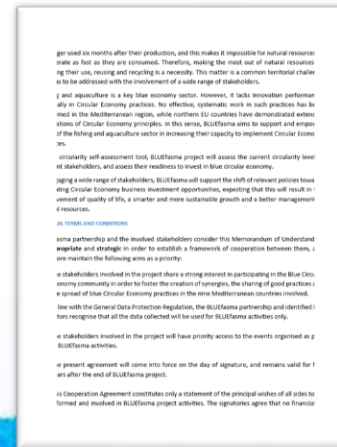 ger used six months after their production, and this makes it impossible for natural resources
erate as fast as they are consumed. Therefore, making the most out of natural resources
ng their use, reusing and recycling is a necessity. This matter is a common territorial challen
s to be addressed with the involvement of a wide range of stakeholders.
g and aquaculture is a key blue economy sector. However, it lacks innovation performan
ally in Circular Economy practices. No effective, systematic work in such practices has be
med in the Mediterranean region, while northern EU countries have demonstrated extens
ations of Circular Economy principles. In this sense, BLUEfasma aims to support and empov
of the fishing and aquaculture sector in increasing their capacity to implement Circular Econo
es.
circularity self-assessment tool, BLUEfasma project will assess the current circularity level
nt stakeholders, and assess their readiness to invest in blue circular economy.
gaging a wide range of stakeholders, BLUEfasma will support the shift of relevant policies towa
ting Circular Economy business investment opportunities, expecting that this will result in
vement of quality of life, a smarter and more sustainable growth and a better management
l resources.
AL TERMS AND CONDITIONS
asma partnership and the involved stakeholders consider this Memorandum of Understand
ropriate and strategic in order to establish a framework of cooperation between them,
ore maintain the following aims as a priority:
e stakeholders involved in the project share a strong interest in participating in the Blue Circu
onomy community in order to foster the creation of synergies, the sharing of good practices a
e spread of blue Circular Economy practices in the nine Mediterranean countries involved.
line with the General Data Protection Regulation, the BLUEfasma partnership and identified
tors recognise that all the data collected will be used for BLUEfasma activities only.
e stakeholders involved in the project will have priority access to the events organised as p
BLUEfasma activities.
e present agreement will come into force on the day of signature, and remains valid for f
ars after the end of BLUEfasma project.
is Cooperation Agreement constitutes only a statement of the principal wishes of all sides to
formed and involved in BLUEfasma project activities. The signatories agree that no financial